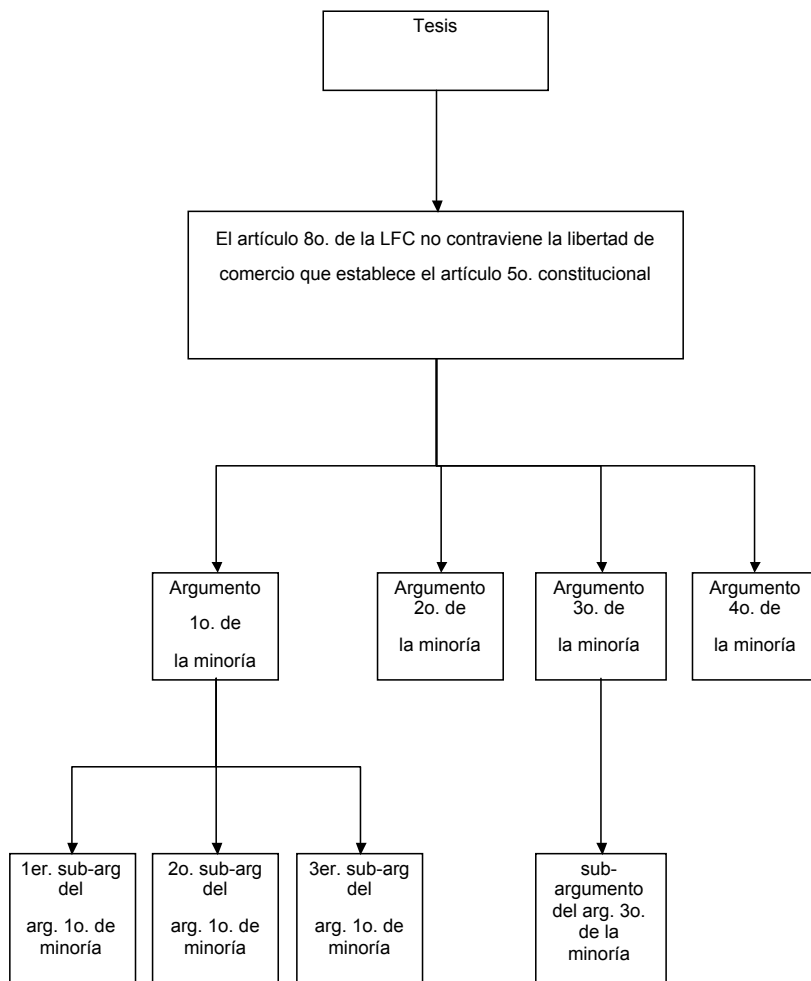 Tesis
El artículo 8o. de la LFC no contraviene la libertad de
comercio que establece el artículo 5o. constitucional
Argumento
1o. de
la minoría
Argumento
2o. de
la minoría
Argumento
3o. de
la minoría
Argumento
4o. de
la minoría
1er. sub-arg
del
arg. 1o. de
minoría
2o. sub-arg
del
arg. 1o. de
minoría
3er. sub-arg
del
arg. 1o. de
minoría
sub-
argumento
del arg. 3o.
de la
minoría